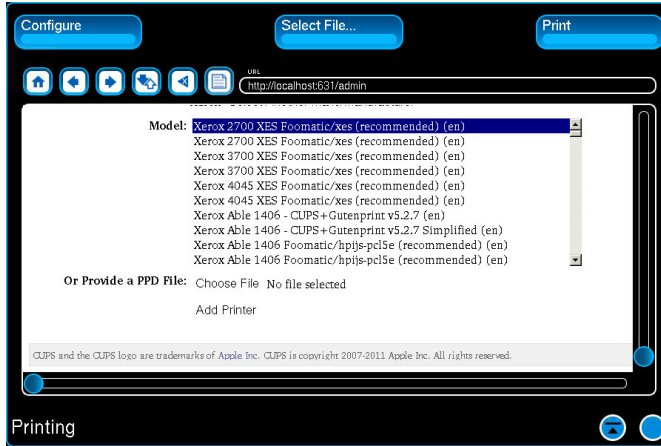 Configure
Select File...
Print
URL
http://localhost:631/admin
Model:
Xerox 2700 XES Foomatic/xes (recommended) (en)
Xerox 2700 XES Foomatic/xes (recommended) (en)
Xerox 3700 XES Foomatic/xes (recommended) (en)
Xerox 3700 XES Foomatic/xes (recommended) (en)
Xerox 4045 XES Foomatic/xes (recommended) (en)
Xerox 4045 XES Foomatic/xes (recommended) (en)
Xerox Able 1406 - CUPS+Gutenprint v5.2.7 (en)
Xerox Able 1406 - CUPS+Gutenprint v5.2.7 Simplified (en)
Xerox Able 1406 Foomatic/hpijs-pcl5e (recommended) (en)
Xerox Able 1406 Foomatic/hpijs-pcl5e (recommended) (en)
Or Provide a PPD File: Choose File No file selected
Add Printer
CUPS and the CUPS logo are trademarks of Apple Inc. CUPS is copyright 2007-2011 Apple Inc. All rights reserved.
Printing